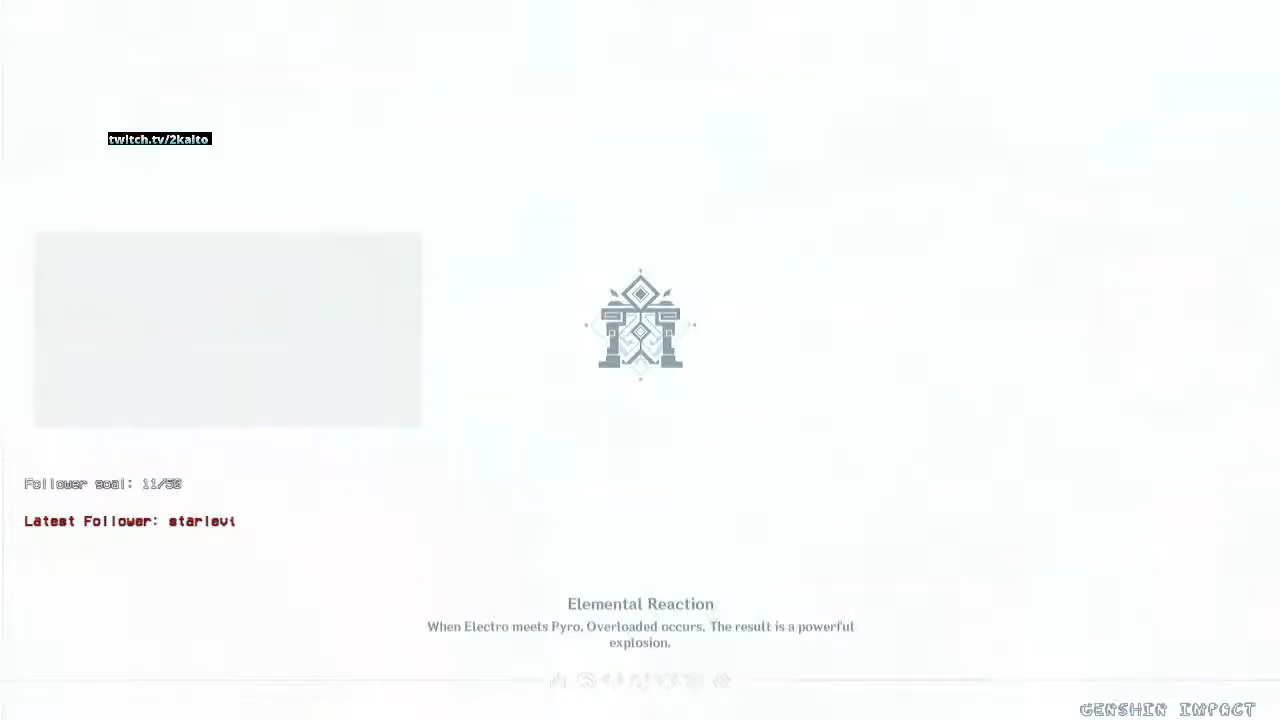 twitch.tv/2kaito
Follower goal: 11/50
Latest Follower: starlevi
Elemental Reaction
When Electro meets Pyro, Overloaded occurs. The result is a powerful
explosion.
GENSHIN IMPACT